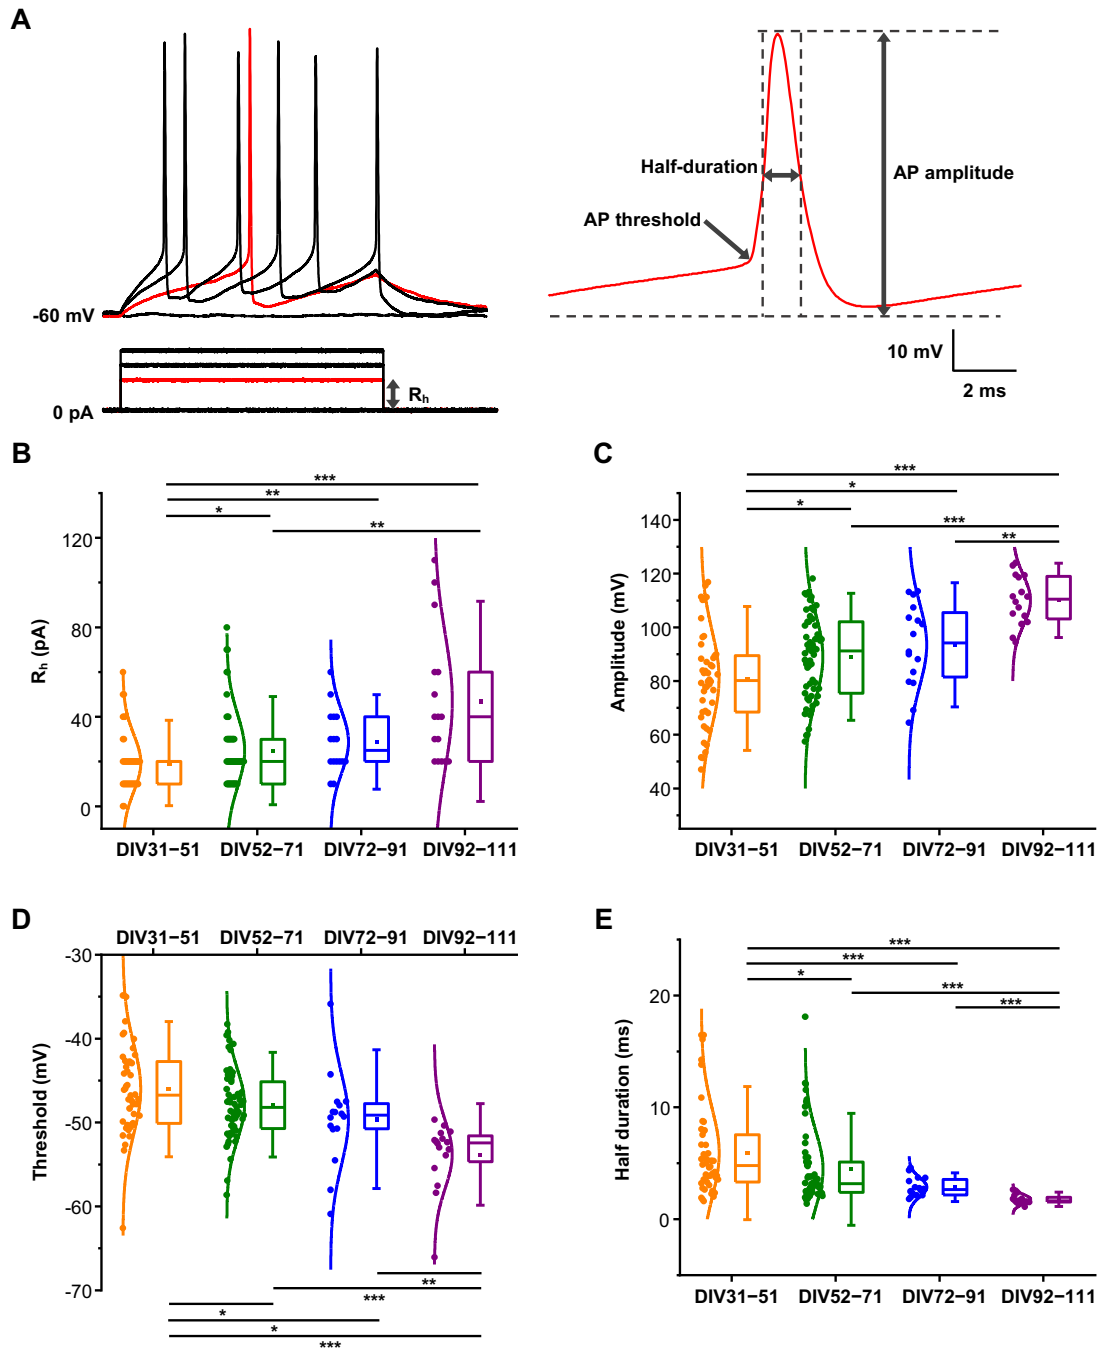 A
-60 mV
0 pA
Rh
Half-duration
AP amplitude
AP threshold
10 mV
2 ms
B
***
**
*
**
Rh (pA)
120
80
40
0
DIV31−51
DIV52−71
DIV72−91
DIV92−111
C
***
*
*
***
**
Amplitude (mV)
140
120
100
80
60
40
DIV31−51
DIV52−71
DIV72−91
DIV92−111
D
DIV31−51
DIV52−71
DIV72−91
DIV92−111
Threshold (mV)
-30
-40
-50
-60
-70
**
***
*
*
***
E
***
***
*
***
***
Half duration (ms)
20
10
0
DIV31−51
DIV52−71
DIV72−91
DIV92−111